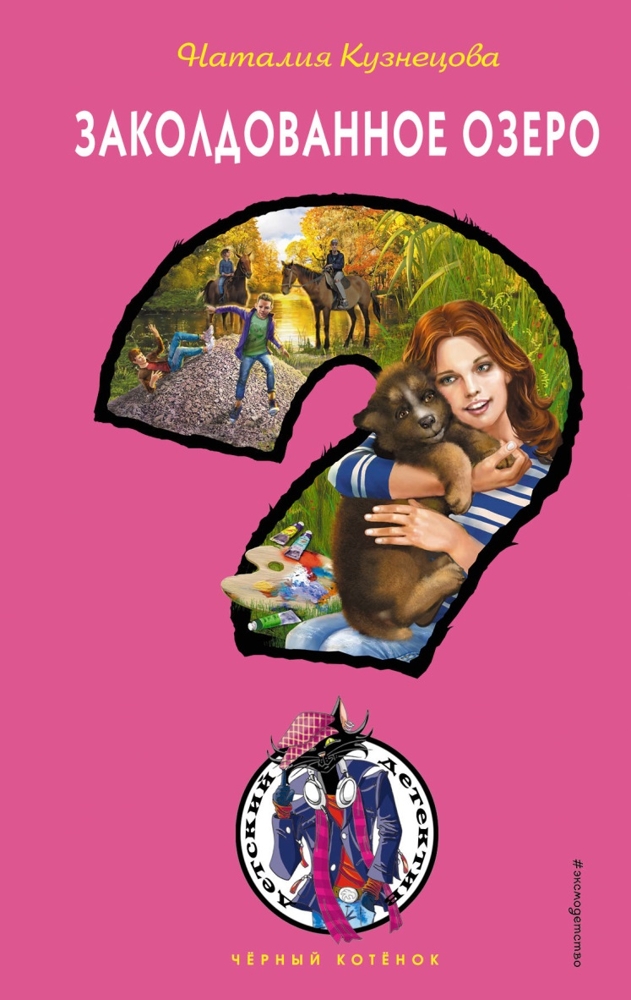 Наталия Кузнецова
ЗАКОЛДОВАННОЕ ОЗЕРО
детский
детектив
ЧЁРНЫЙ КОТЁНОК
#эксмодетство